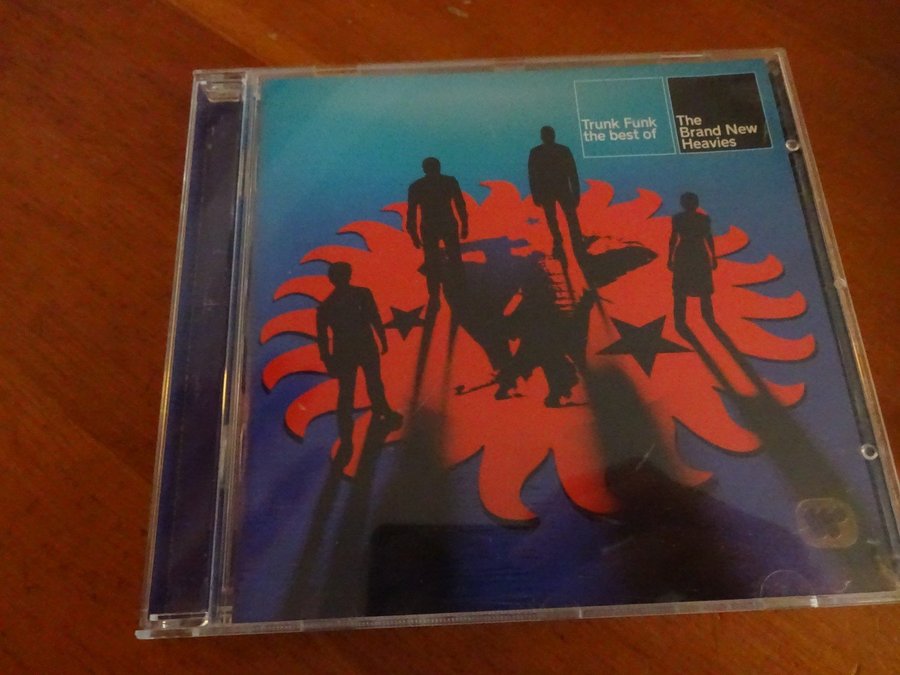 Trunk Funk
the best of
The
Brand New
Heavies